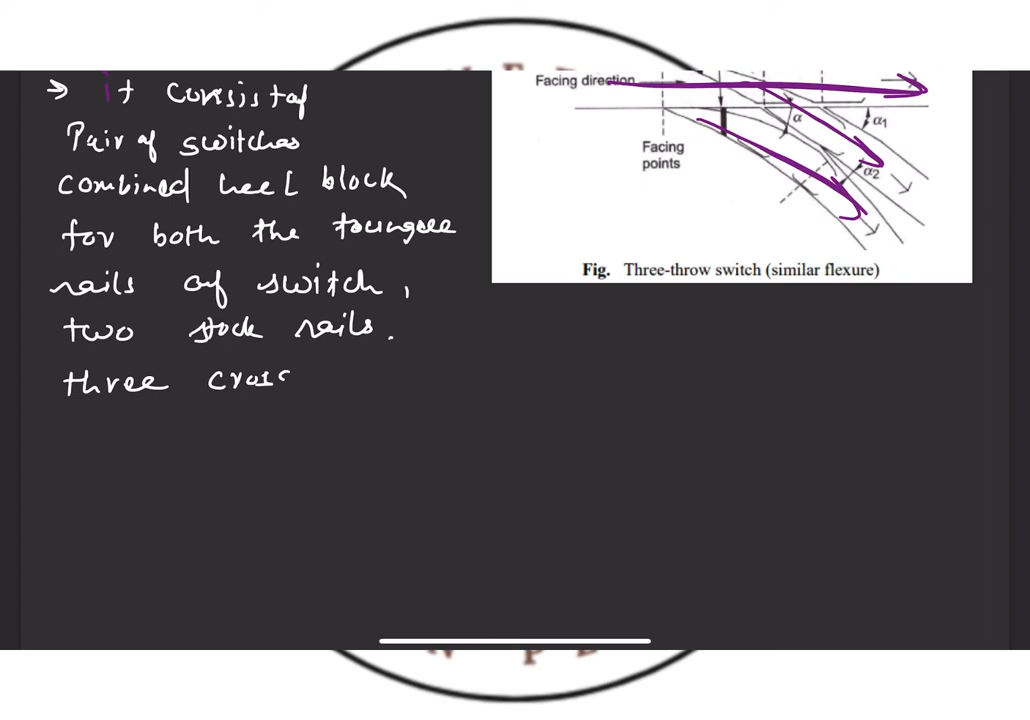 → it consist of
Pair of switches
combined heel block
for both the toungee
rails of switch,
two stock rails.
three cross
Facing direction
Facing
points
α
α1
α2
Fig. Three-throw switch (similar flexure)